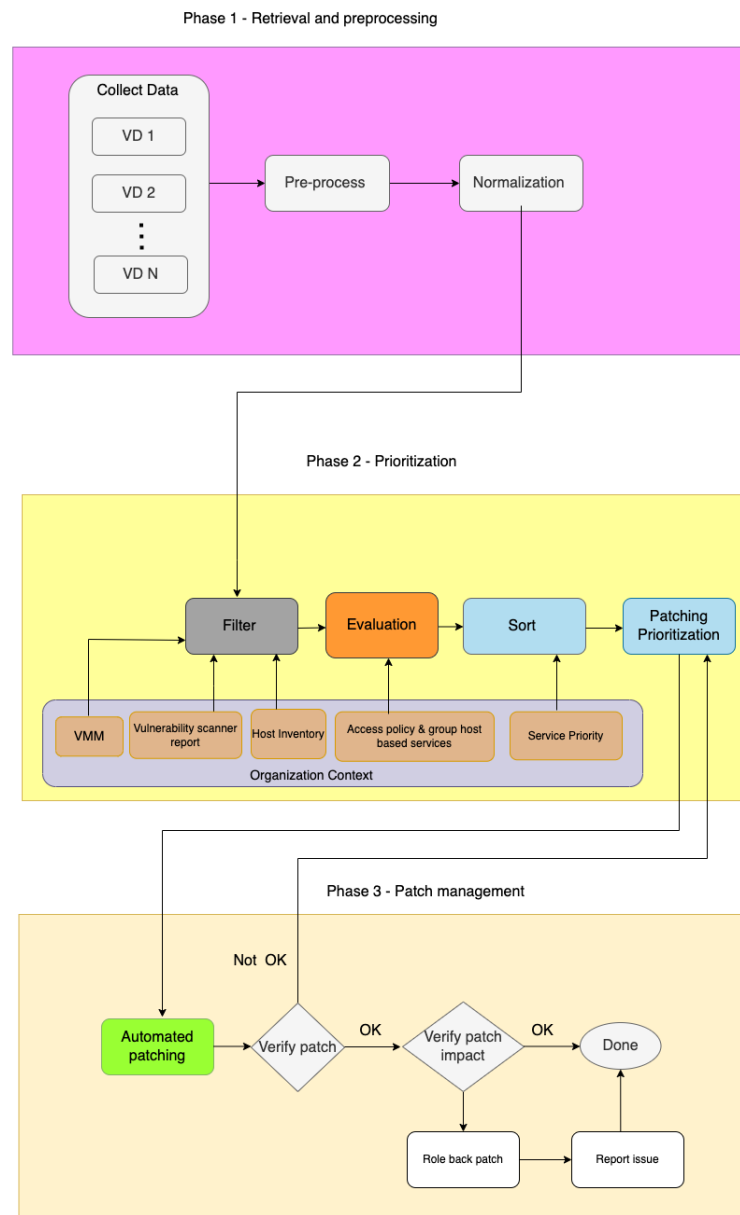 Phase 1 - Retrieval and preprocessing
Collect Data
VD 1
VD 2
VD N
Pre-process
Normalization
Phase 2 - Prioritization
Filter
Evaluation
Sort
Patching
Prioritization
VMM
Vulnerability scanner
report
Host Inventory
Access policy & group host
based services
Service Priority
Organization Context
Phase 3 - Patch management
Not OK
Automated
patching
Verify patch
OK
Verify patch
impact
OK
Done
Role back patch
Report issue